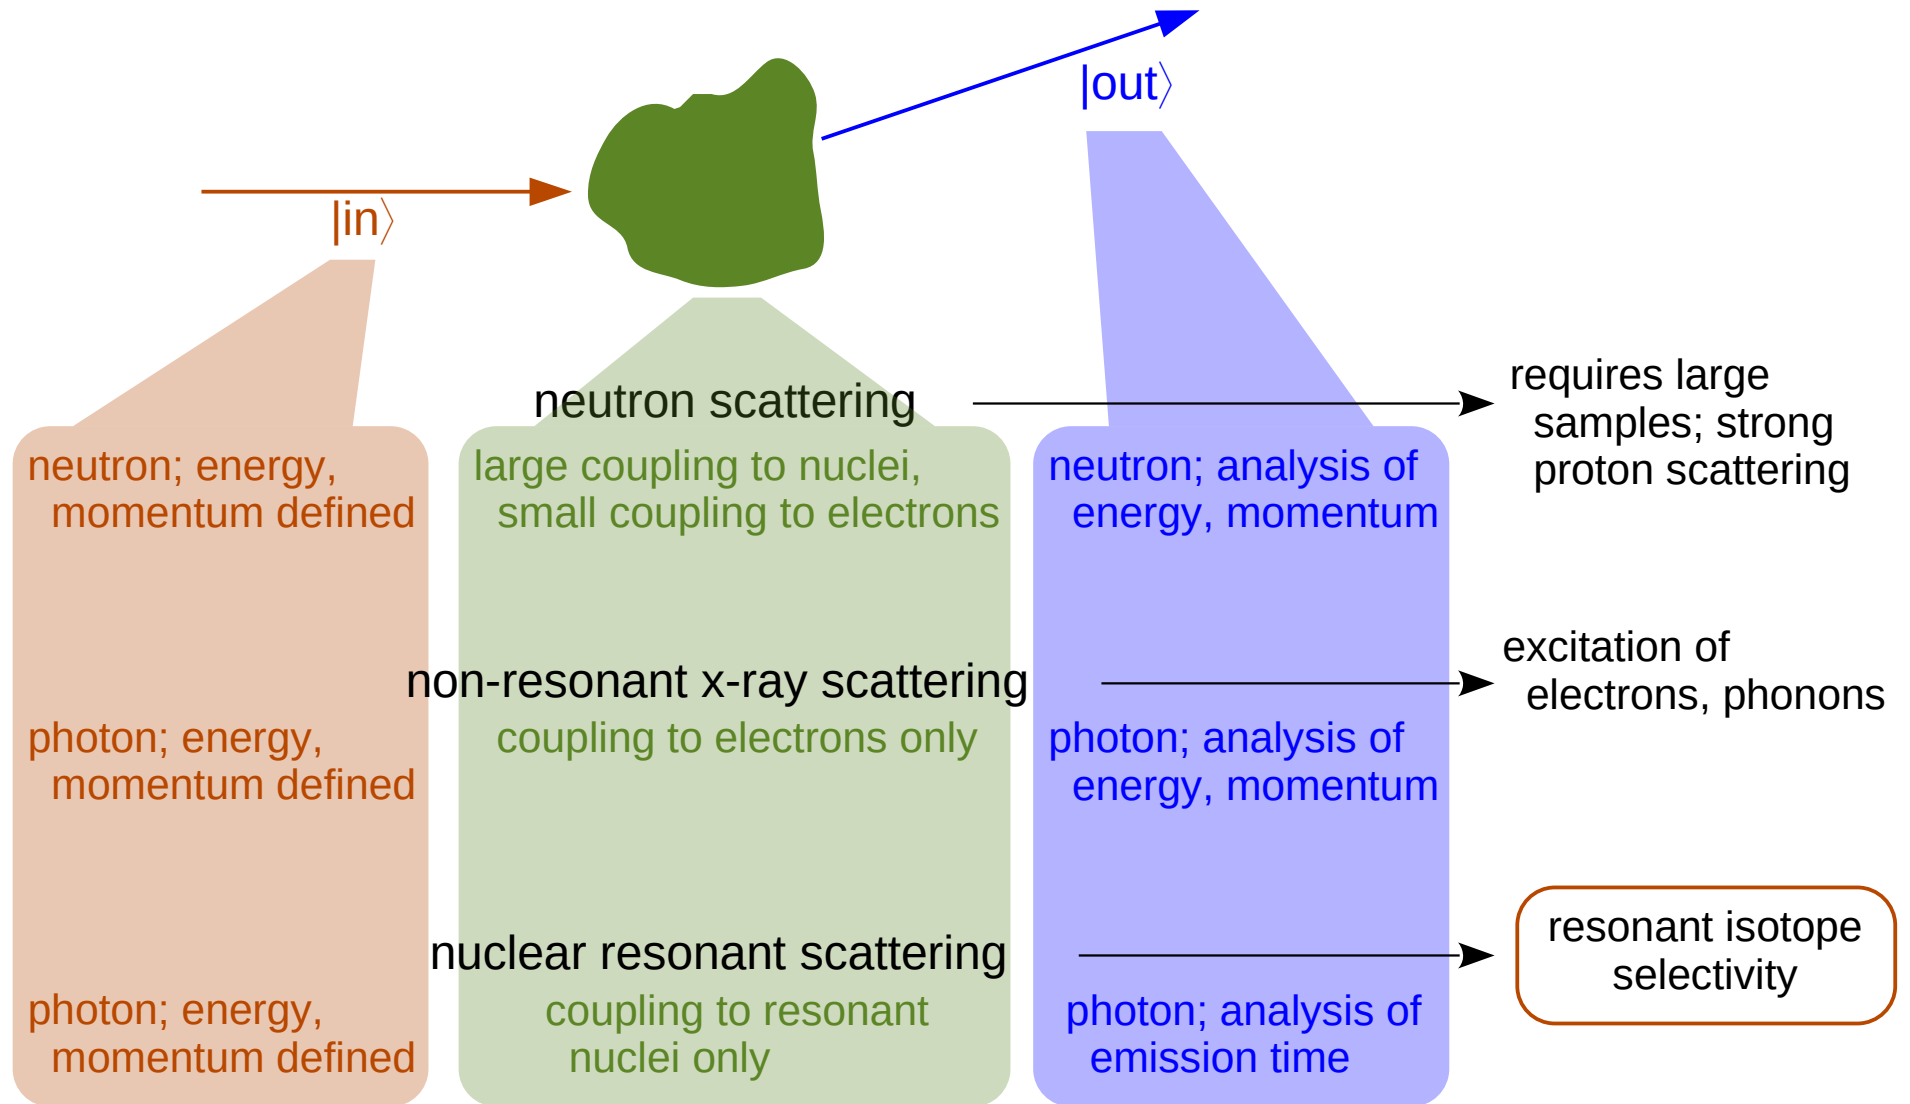 |out〉
|in〉
neutron scattering
neutron; energy,
momentum defined
large coupling to nuclei,
small coupling to electrons
neutron; analysis of
energy, momentum
requires large
samples; strong
proton scattering
non-resonant x-ray scattering
photon; energy,
momentum defined
coupling to electrons only
photon; analysis of
energy, momentum
excitation of
electrons, phonons
nuclear resonant scattering
photon; energy,
momentum defined
coupling to resonant
nuclei only
photon; analysis of
emission time
resonant isotope
selectivity